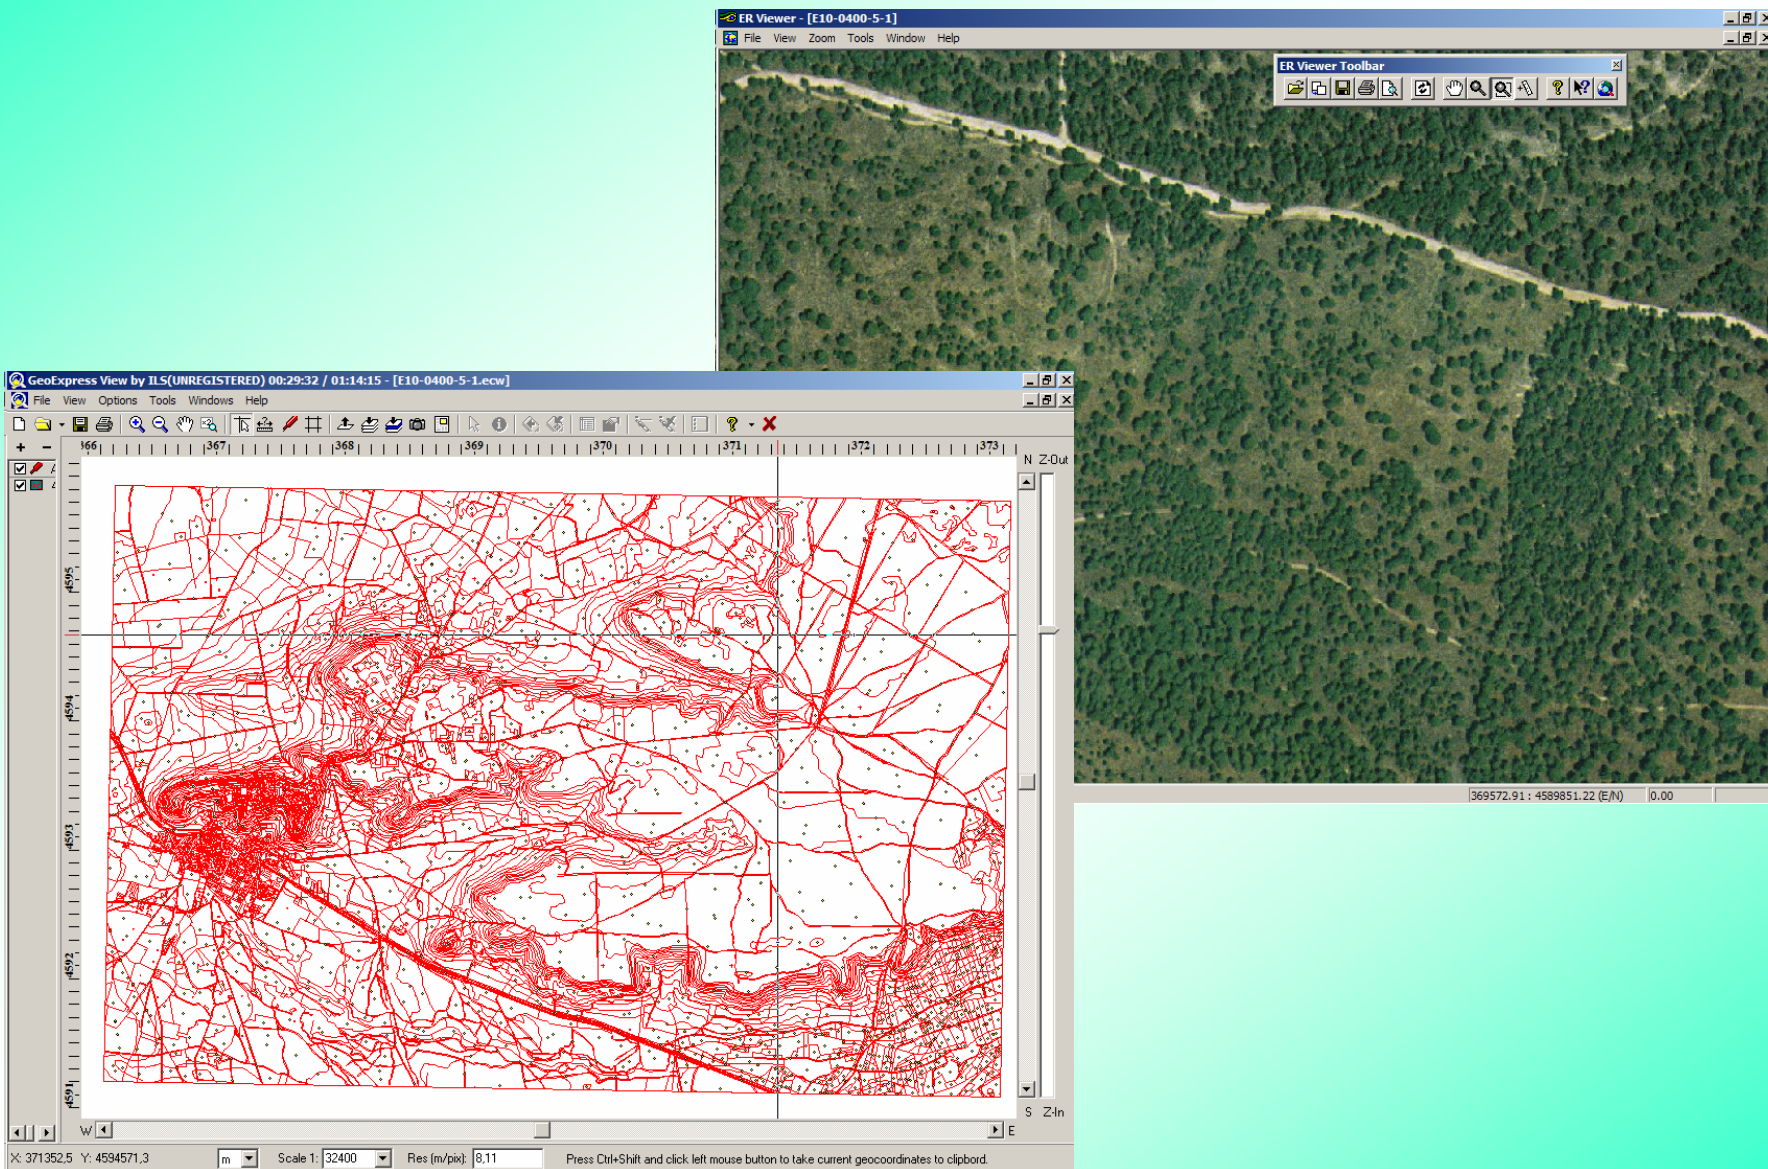 ER Viewer - [E10-0400-5-1]
File View Zoom Tools Window Help
ER Viewer Toolbar
369572.91 : 4589851.22 (E/N) 0.00
GeoExpress View by ILS(UNREGISTERED) 00:29:32 / 01:14:15 - [E10-0400-5-1.ecw]
File View Options Tools Windows Help
366 367 368 369 370 371 372 373
N Z-Out
4595
4594
4593
4592
4591
S Z-In
W E
X: 371352,5 Y: 4594571,3 m Scale 1: 32400 Res (m/pix): 8,11 Press Ctrl+Shift and click left mouse button to take current geocoordinates to clipbord.